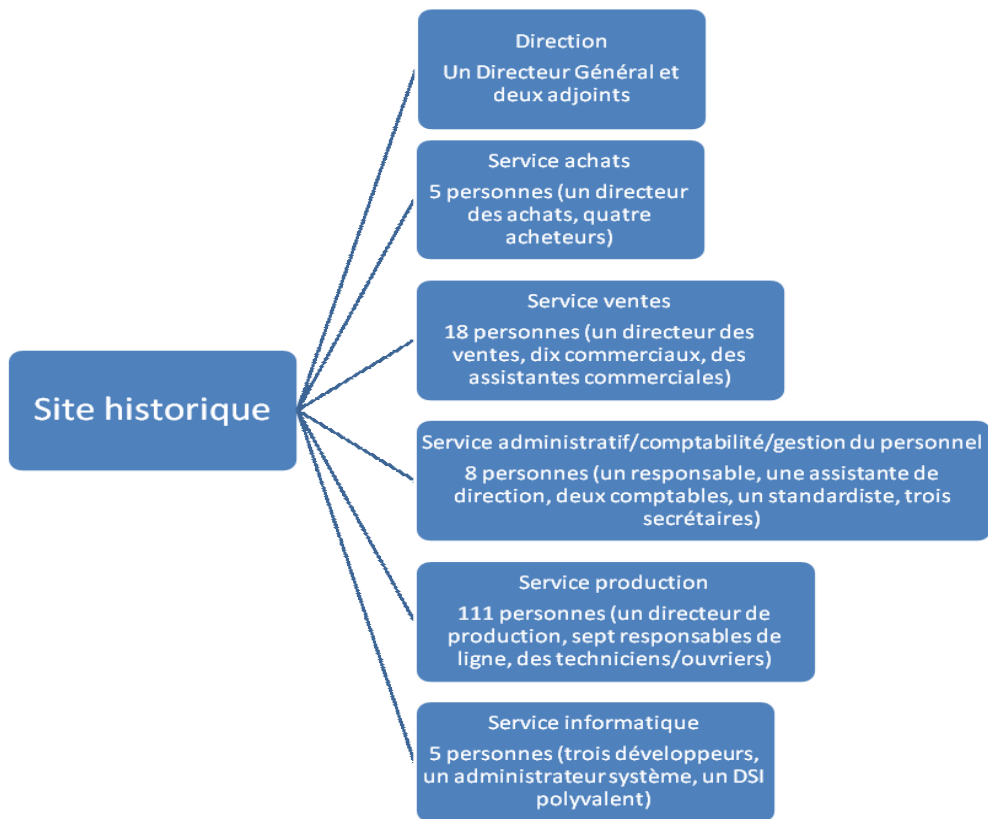 Site historique
Direction
Un Directeur Général et
deux adjoints
Service achats
5 personnes (un directeur
des achats, quatre
acheteurs)
Service ventes
18 personnes (un directeur des
ventes, dix commerciaux, des
assistantes commerciales)
Service administratif/comptabilité/gestion du personnel
8 personnes (un responsable, une assistante de
direction, deux comptables, un standardiste, trois
secrétaires)
Service production
111 personnes (un directeur de
production, sept responsables de
ligne, des techniciens/ouvriers)
Service informatique
5 personnes (trois développeurs,
un administrateur système, un DSI
polyvalent)